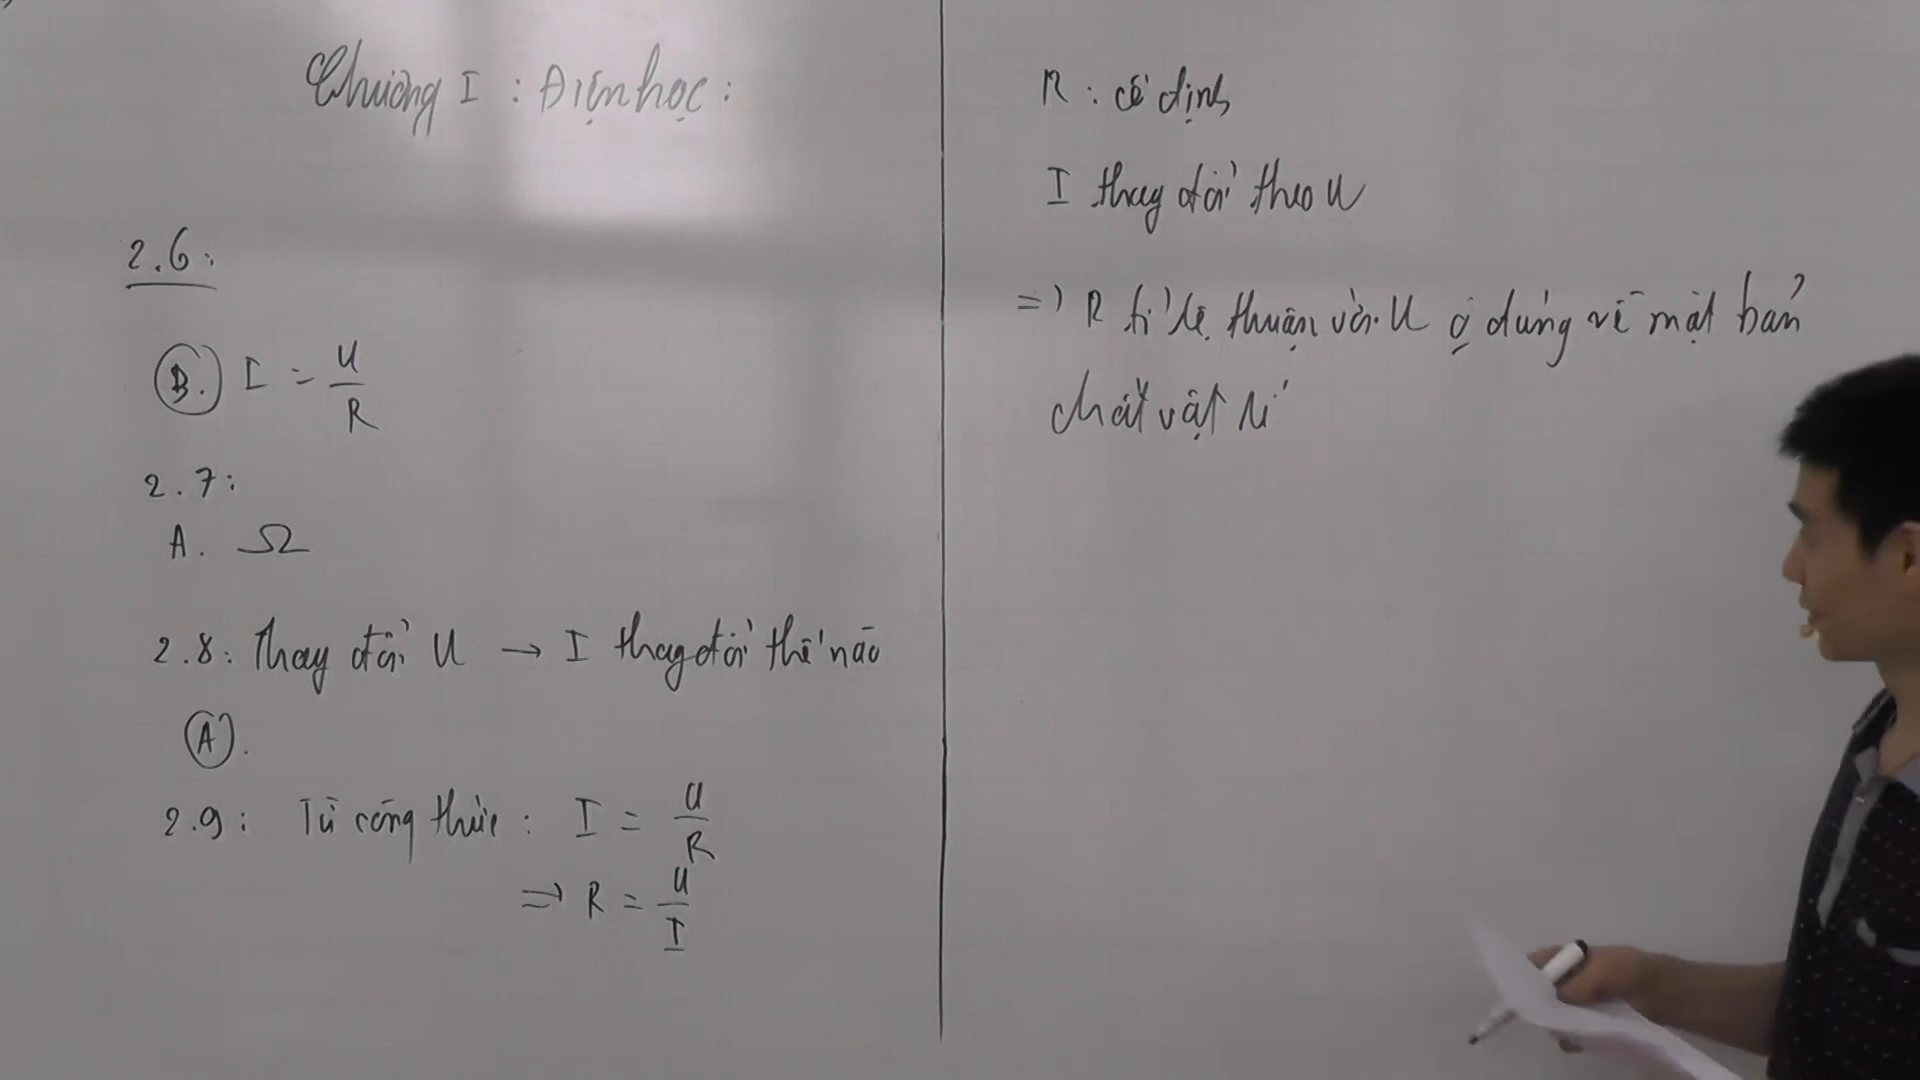 Chương I : Điện học :
2.6:
B. I = U/R
2.7:
A. Ω
2.8: Thay đổi U → I thay đổi thế nào
A.
2.9: Từ công thức : I = U/R
=> R = U/I
R : cố định
I thay đổi theo U
=> R tỉ lệ thuận với U đúng về mặt bản
chất vật lí